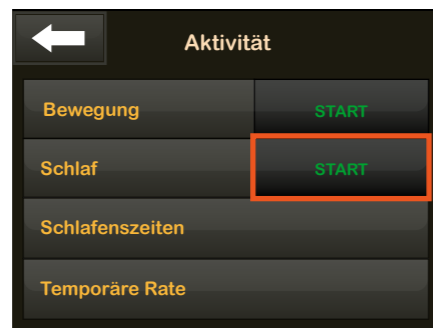 Aktivität
Bewegung START
Schlaf START
Schlafenszeiten
Temporäre Rate